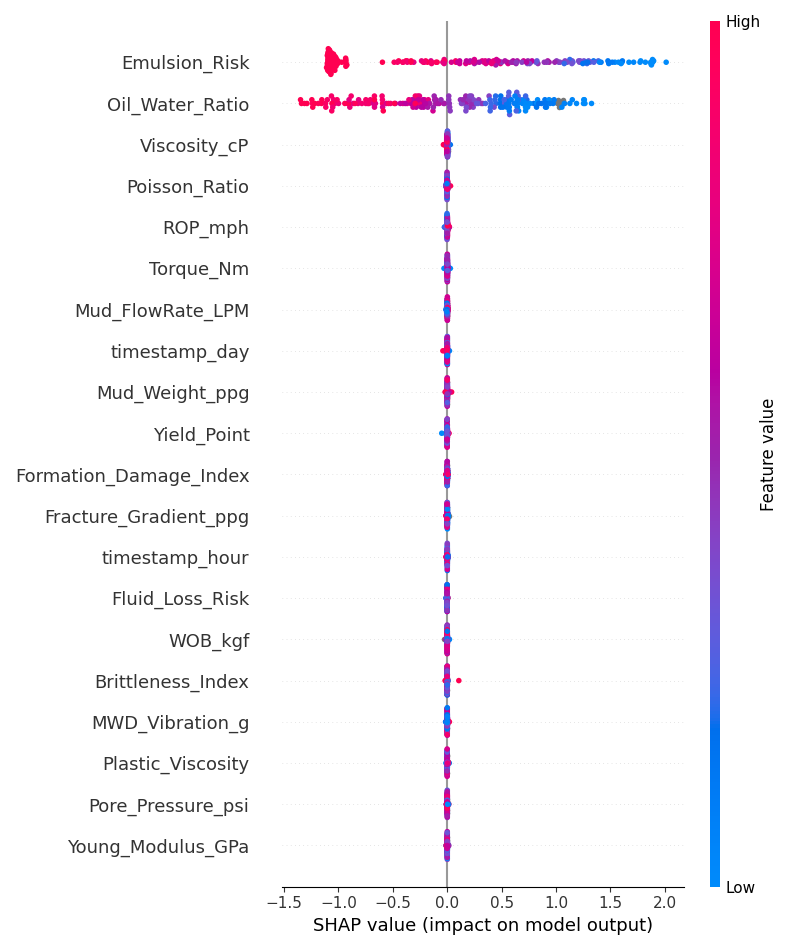 High
Emulsion_Risk
Oil_Water_Ratio
Viscosity_cP
Poisson_Ratio
ROP_mph
Torque_Nm
Mud_FlowRate_LPM
timestamp_day
Mud_Weight_ppg
Yield_Point
Formation_Damage_Index
Fracture_Gradient_ppg
timestamp_hour
Fluid_Loss_Risk
WOB_kgf
Brittleness_Index
MWD_Vibration_g
Plastic_Viscosity
Pore_Pressure_psi
Young_Modulus_GPa
Feature value
Low
−1.5 −1.0 −0.5 0.0 0.5 1.0 1.5 2.0
SHAP value (impact on model output)